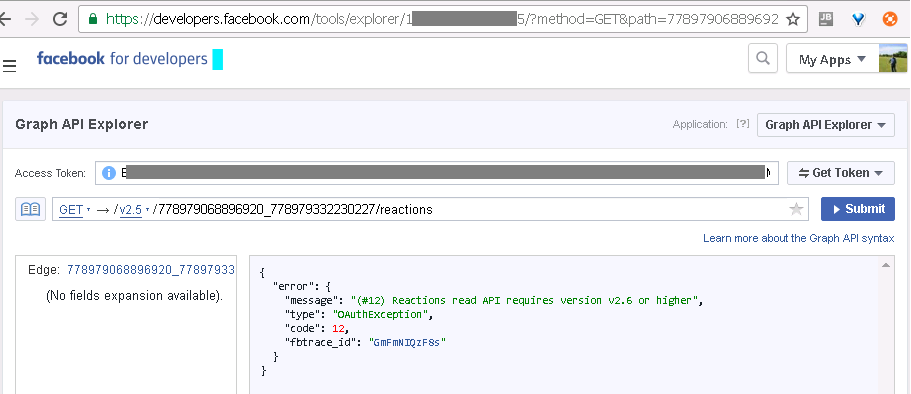 https://developers.facebook.com/tools/explorer/1 5/?method=GET&path=77897906889692
JB
facebook for developers
My Apps
Graph API Explorer
Application: [?] Graph API Explorer
Access Token: E Get Token
GET → /v2.5 /778979068896920_778979332230227/reactions Submit
Learn more about the Graph API syntax
Edge: 778979068896920_77897933
(No fields expansion available).
{
"error": {
"message": "(#12) Reactions read API requires version v2.6 or higher",
"type": "OAuthException",
"code": 12,
"fbtrace_id": "GmFmNIQzF8s"
}
}